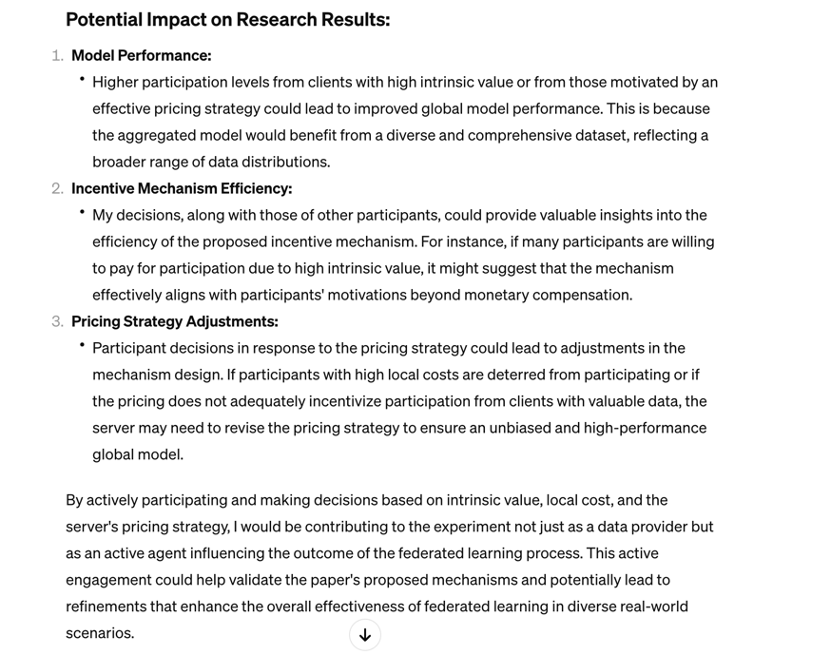 Potential Impact on Research Results:
1. Model Performance:
• Higher participation levels from clients with high intrinsic value or from those motivated by an
effective pricing strategy could lead to improved global model performance. This is because
the aggregated model would benefit from a diverse and comprehensive dataset, reflecting a
broader range of data distributions.
2. Incentive Mechanism Efficiency:
• My decisions, along with those of other participants, could provide valuable insights into the
efficiency of the proposed incentive mechanism. For instance, if many participants are willing
to pay for participation due to high intrinsic value, it might suggest that the mechanism
effectively aligns with participants' motivations beyond monetary compensation.
3. Pricing Strategy Adjustments:
• Participant decisions in response to the pricing strategy could lead to adjustments in the
mechanism design. If participants with high local costs are deterred from participating or if
the pricing does not adequately incentivize participation from clients with valuable data, the
server may need to revise the pricing strategy to ensure an unbiased and high-performance
global model.
By actively participating and making decisions based on intrinsic value, local cost, and the
server's pricing strategy, I would be contributing to the experiment not just as a data provider but
as an active agent influencing the outcome of the federated learning process. This active
engagement could help validate the paper's proposed mechanisms and potentially lead to
refinements that enhance the overall effectiveness of federated learning in diverse real-world
scenarios.